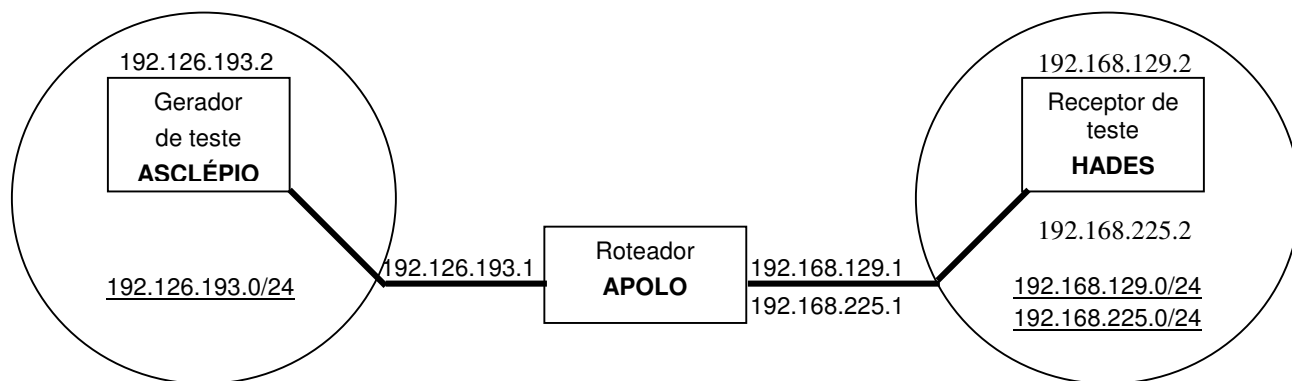 192.126.193.2
Gerador
de teste
ASCLÉPIO
192.126.193.0/24
192.126.193.1
Roteador
APOLO
192.168.129.1
192.168.225.1
192.168.129.2
Receptor de
teste
HADES
192.168.225.2
192.168.129.0/24
192.168.225.0/24